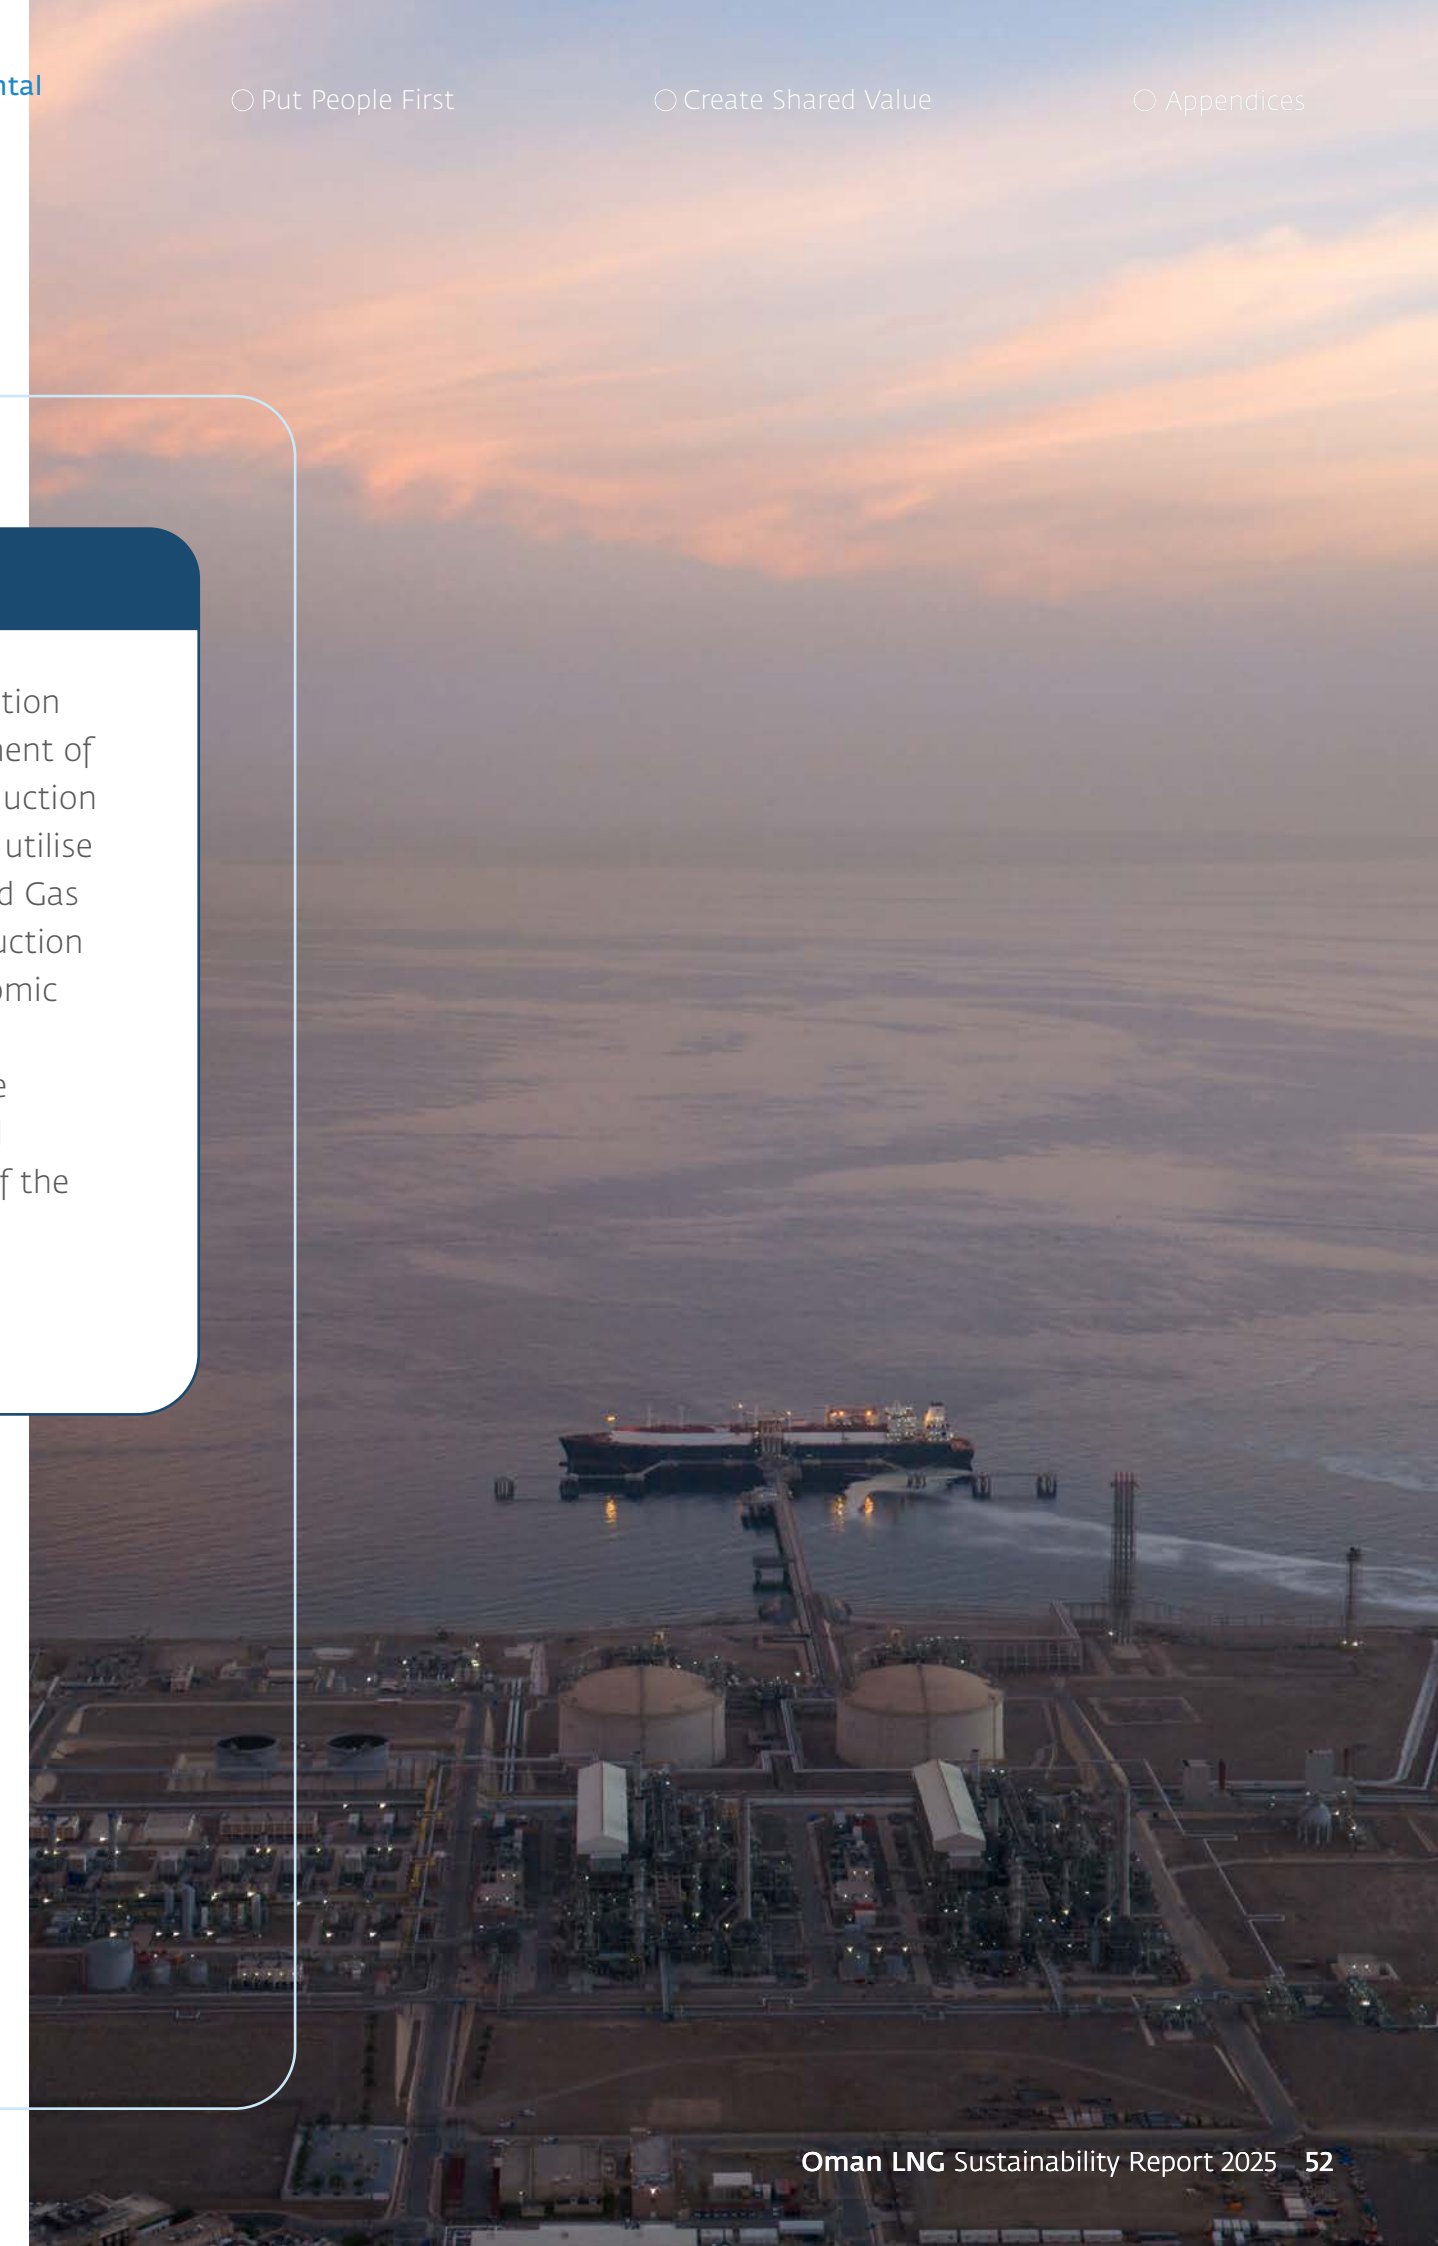 ntal
Put People First
Create Shared Value
Appendices
tion
ent of
uction
utilise
d Gas
uction
omic
e
f the
Oman LNG Sustainability Report 2025 52